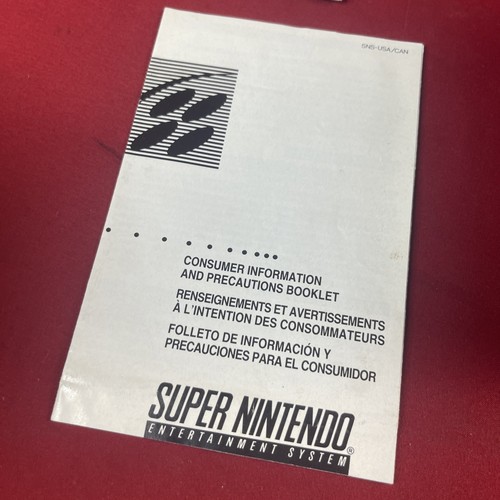 SNS-USA/CAN
CONSUMER INFORMATION
AND PRECAUTIONS BOOKLET
RENSEIGNEMENTS ET AVERTISSEMENTS
À L'INTENTION DES CONSOMMATEURS
FOLLETO DE INFORMACIÓN Y
PRECAUCIONES PARA EL CONSUMIDOR
SUPER NINTENDO®
ENTERTAINMENT SYSTEM